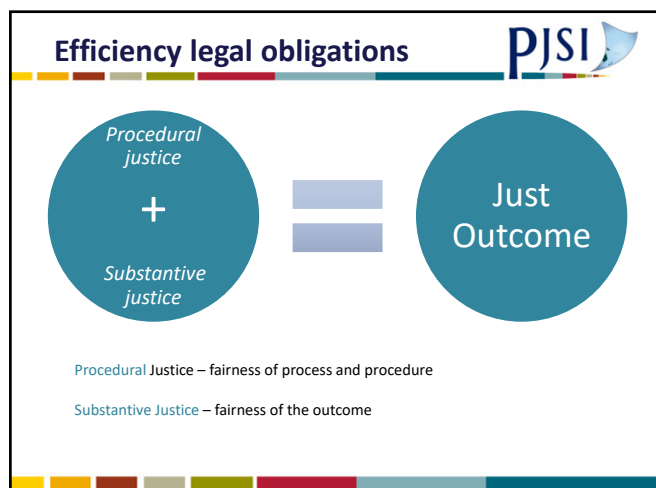 Efficiency legal obligations
PJSI
Procedural
justice
+
Substantive
justice
Just
Outcome
Procedural Justice – fairness of process and procedure
Substantive Justice – fairness of the outcome